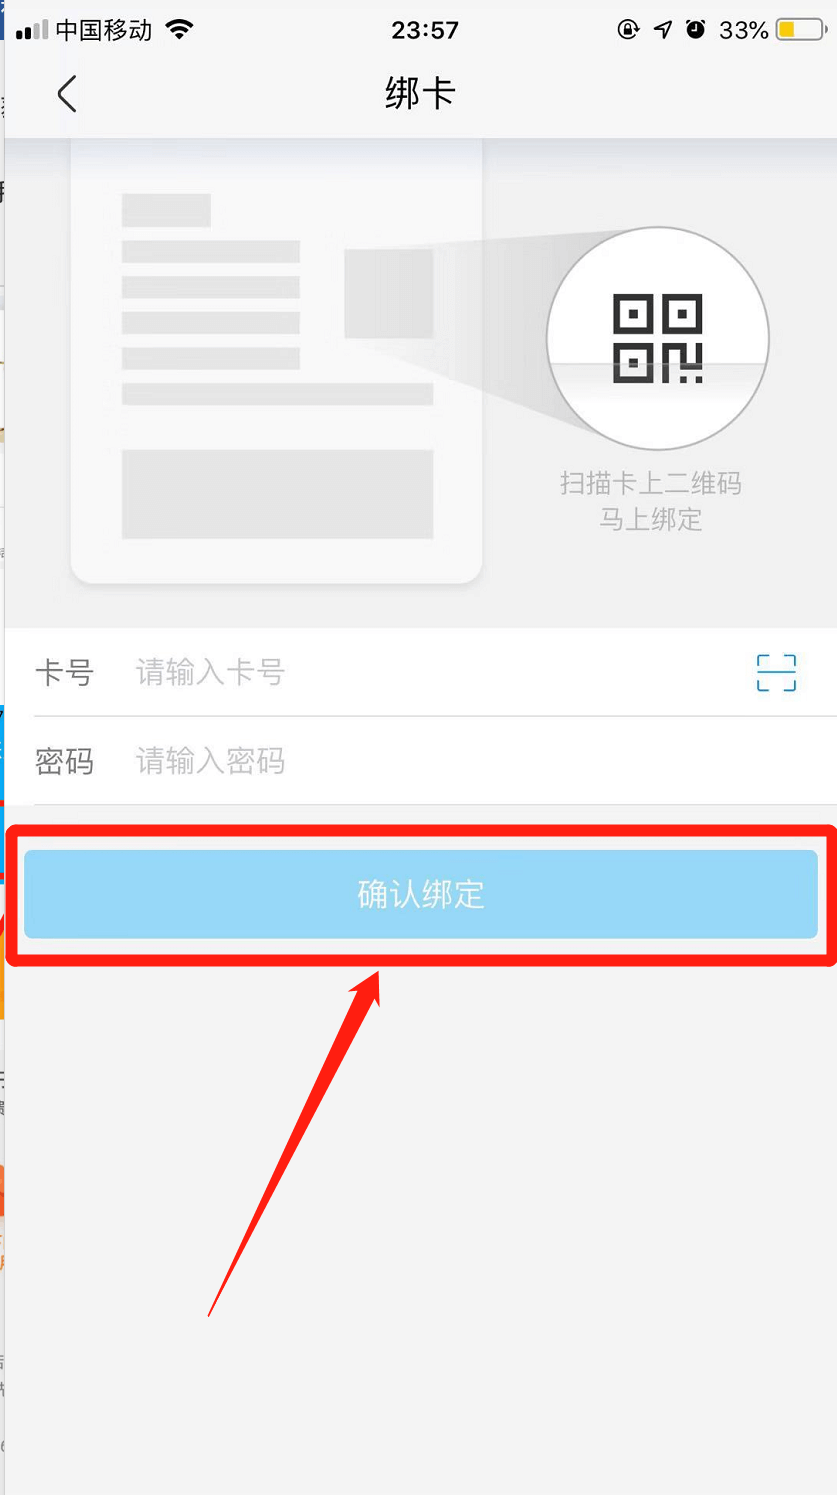 中国移动 23:57 33%
绑卡
扫描卡上二维码
马上绑定
卡号 请输入卡号
密码 请输入密码
确认绑定